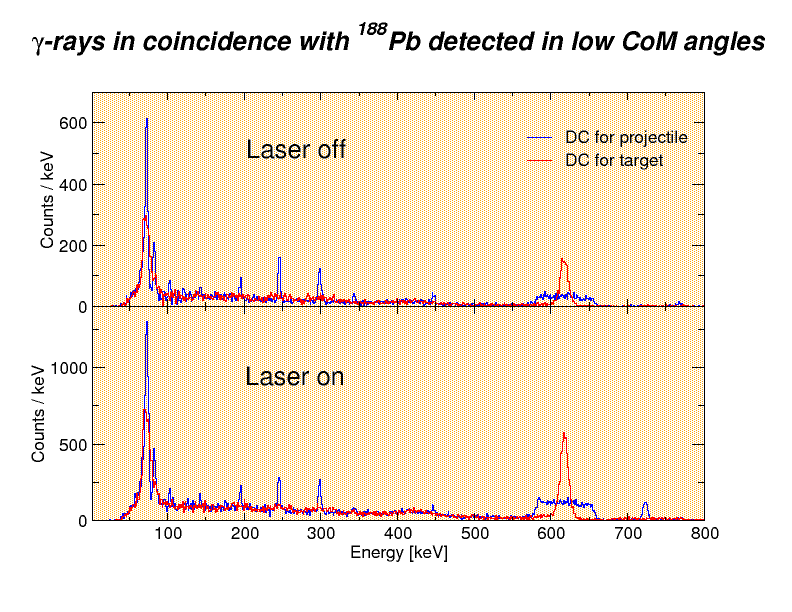 γ-rays in coincidence with ¹⁸⁸Pb detected in low CoM angles
Laser off
DC for projectile
DC for target
Counts / keV
600
400
200
0
Laser on
Counts / keV
1000
500
0
100 200 300 400 500 600 700 800
Energy [keV]